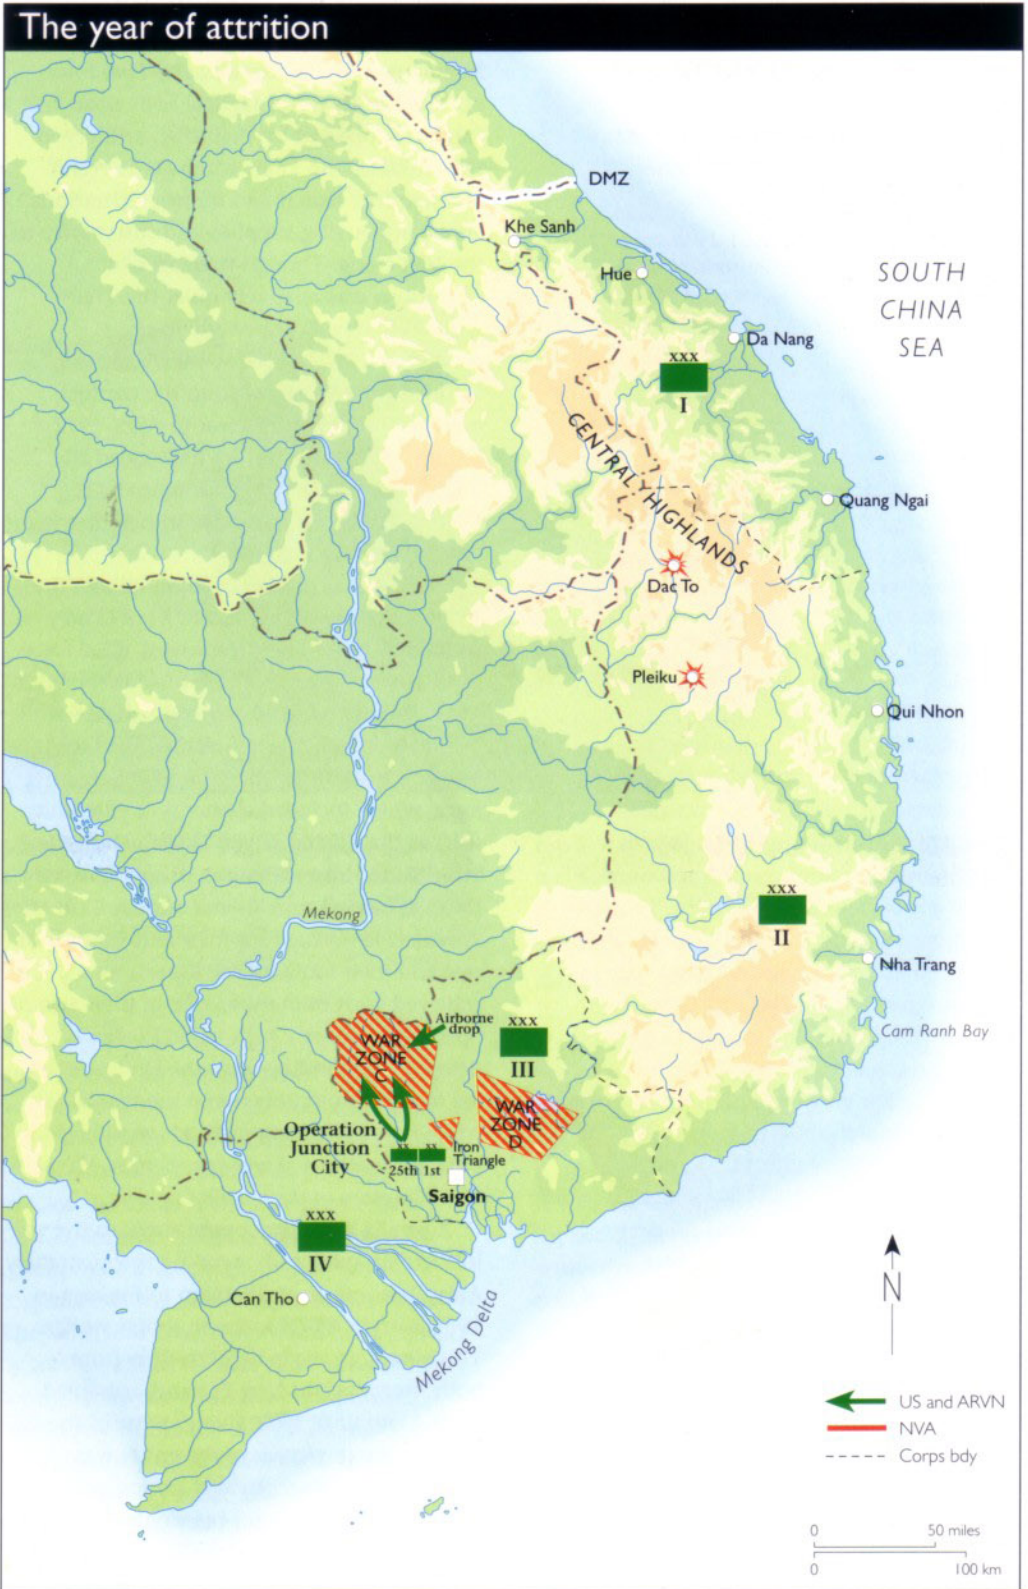 The year of attrition
DMZ
Khe Sanh
Hue
SOUTH
CHINA
SEA
Da Nang
XXX
I
CENTRAL HIGHLANDS
Quang Ngai
Dac To
Pleiku
Qui Nhon
XXX
II
Mekong
Nha Trang
Cam Ranh Bay
Airborne
drop
XXX
III
WAR
ZONE
C
WAR
ZONE
D
Operation
Junction
City
XX
XX
25th
1st
Iron
Triangle
Saigon
XXX
IV
Can Tho
Mekong Delta
N
US and ARVN
NVA
Corps bdy
0
50 miles
0
100 km